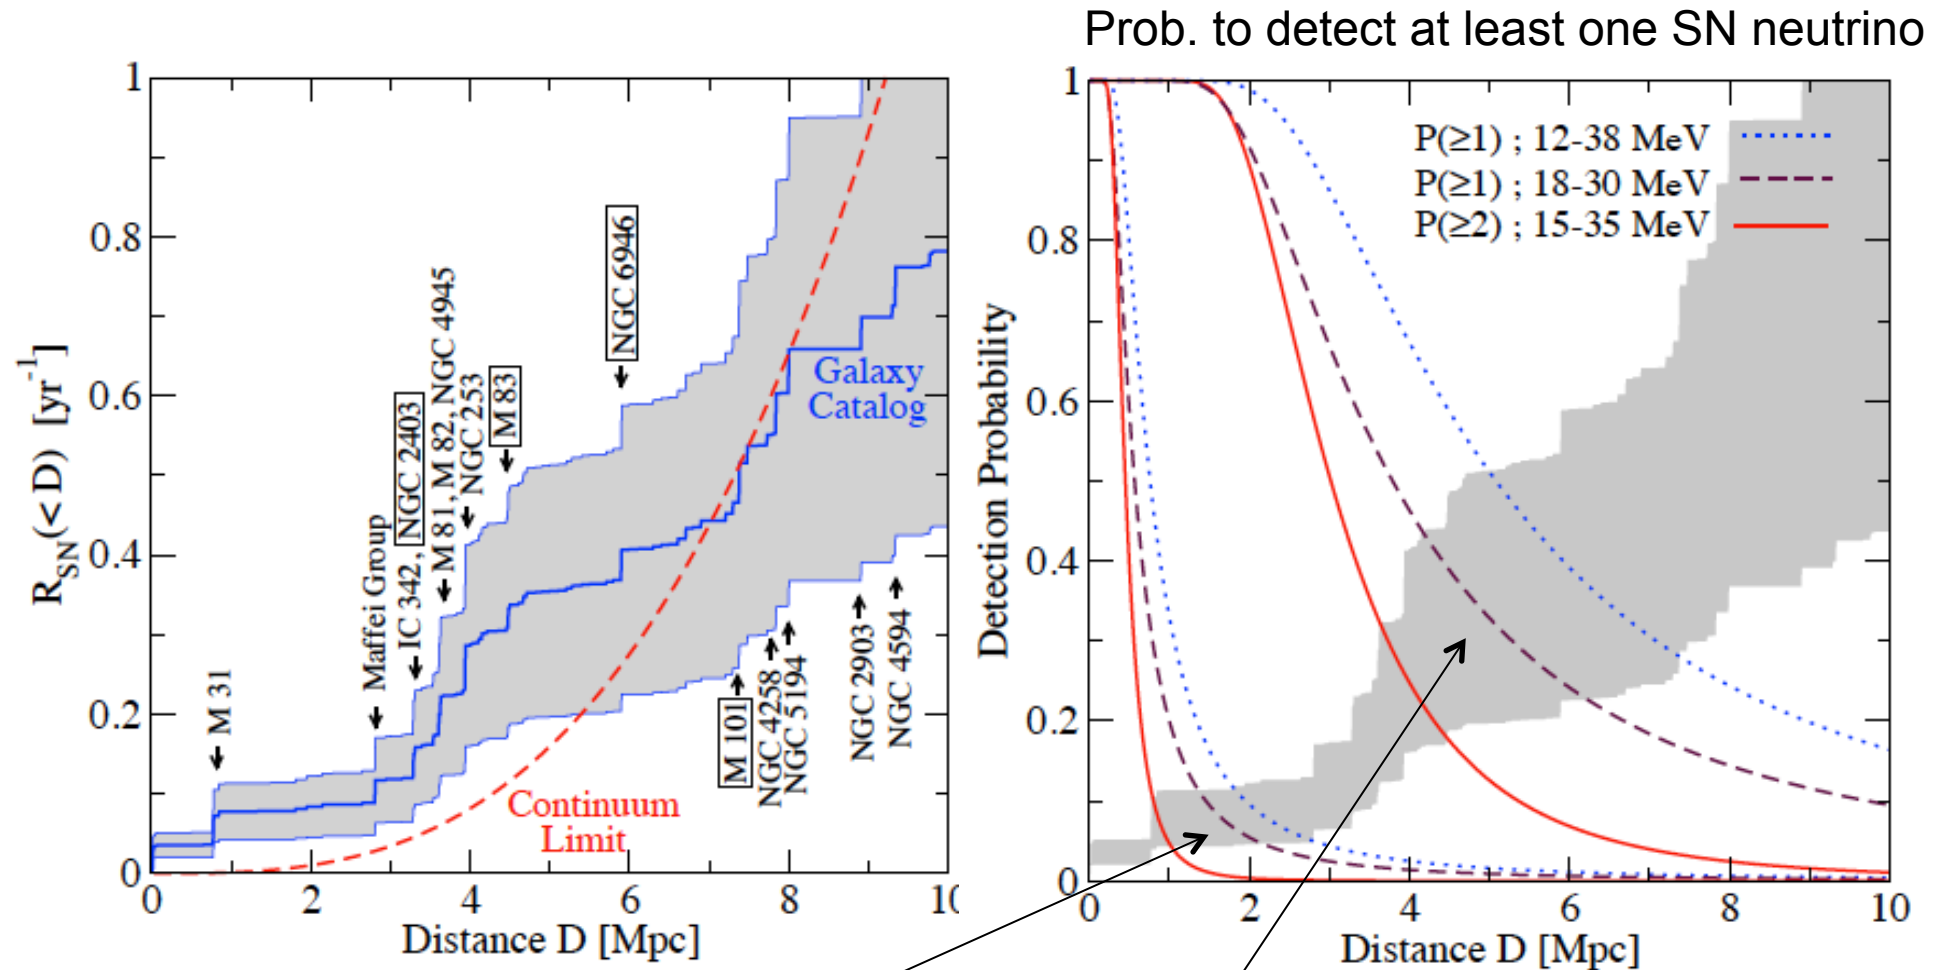 Prob. to detect at least one SN neutrino
1
0.8
0.6
0.4
0.2
0
R_SN(< D) [yr^-1]
M 31
Maffei Group
IC 342, NGC 2403
M 81, M 82, NGC 4945
NGC 253
M 83
NGC 6946
Galaxy
Catalog
Continuum
Limit
M 101
NGC 4258
NGC 5194
NGC 2903
NGC 4594
0 2 4 6 8 10
Distance D [Mpc]
1
0.8
0.6
0.4
0.2
0
Detection Probability
P(≥1) ; 12-38 MeV
P(≥1) ; 18-30 MeV
P(≥2) ; 15-35 MeV
0 2 4 6 8 10
Distance D [Mpc]